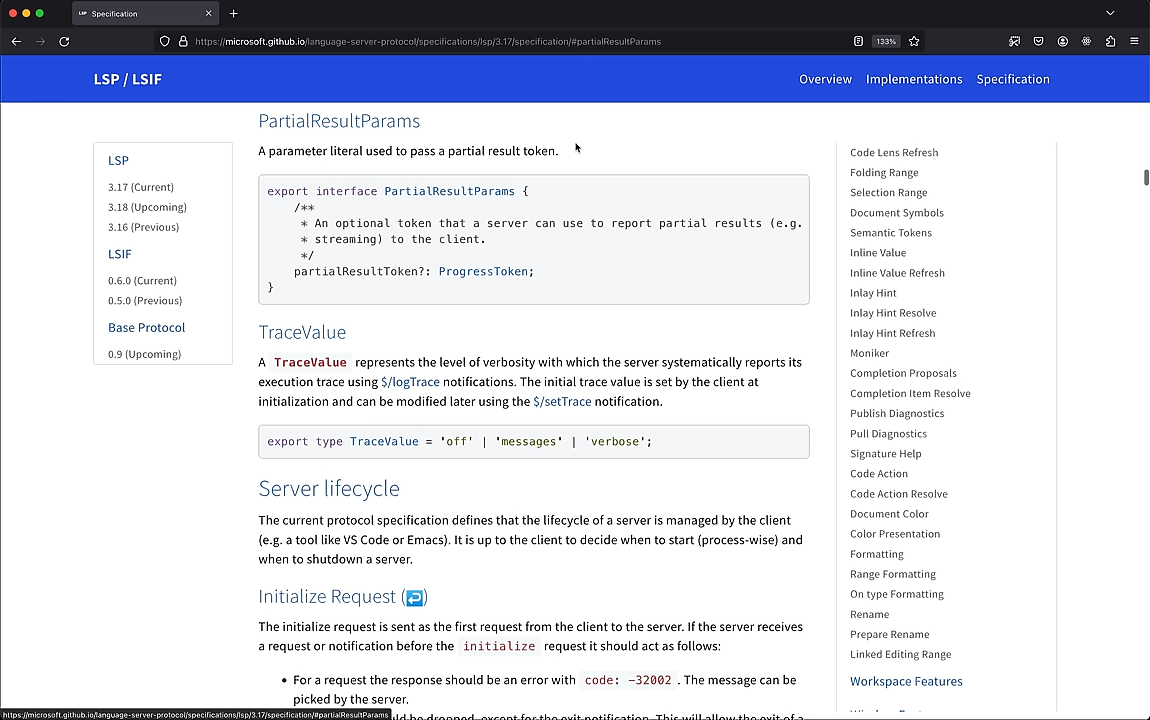 LSP Specification
https://microsoft.github.io/language-server-protocol/specifications/lsp/3.17/specification/#partialResultParams
133%
LSP / LSIF
Overview
Implementations
Specification
LSP
3.17 (Current)
3.18 (Upcoming)
3.16 (Previous)
LSIF
0.6.0 (Current)
0.5.0 (Previous)
Base Protocol
0.9 (Upcoming)
PartialResultParams
A parameter literal used to pass a partial result token.
export interface PartialResultParams {
/**
* An optional token that a server can use to report partial results (e.g.
* streaming) to the client.
*/
partialResultToken?: ProgressToken;
}
TraceValue
A TraceValue represents the level of verbosity with which the server systematically reports its
execution trace using $/logTrace notifications. The initial trace value is set by the client at
initialization and can be modified later using the $/setTrace notification.
export type TraceValue = 'off' | 'messages' | 'verbose';
Server lifecycle
The current protocol specification defines that the lifecycle of a server is managed by the client
(e.g. a tool like VS Code or Emacs). It is up to the client to decide when to start (process-wise) and
when to shutdown a server.
Initialize Request (↩️)
The initialize request is sent as the first request from the client to the server. If the server receives
a request or notification before the initialize request it should act as follows:
• For a request the response should be an error with code: -32002 . The message can be
picked by the server.
be dropped, except for the exit notification. This will allow the exit of a
Code Lens Refresh
Folding Range
Selection Range
Document Symbols
Semantic Tokens
Inline Value
Inline Value Refresh
Inlay Hint
Inlay Hint Resolve
Inlay Hint Refresh
Moniker
Completion Proposals
Completion Item Resolve
Publish Diagnostics
Pull Diagnostics
Signature Help
Code Action
Code Action Resolve
Document Color
Color Presentation
Formatting
Range Formatting
On type Formatting
Rename
Prepare Rename
Linked Editing Range
Workspace Features
https://microsoft.github.io/language-server-protocol/specifications/lsp/3.17/specification/#partialResultParams